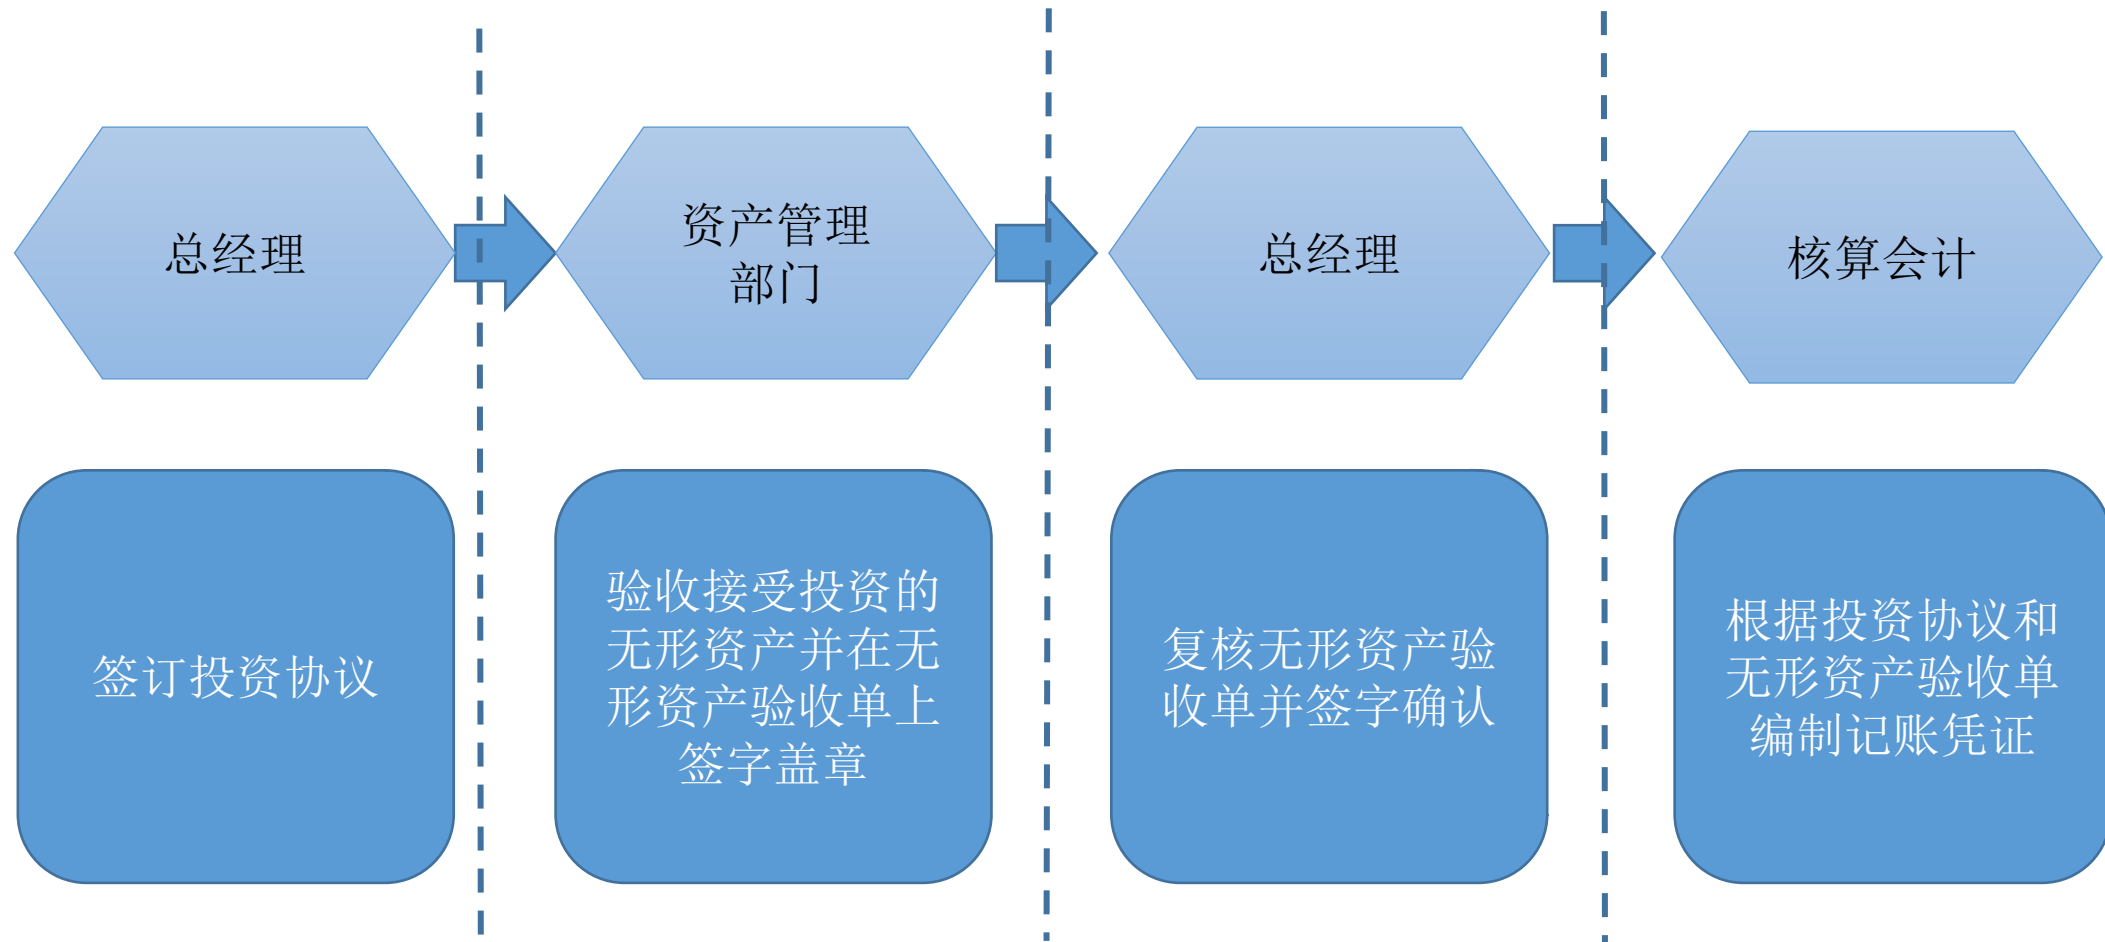 总经理
资产管理
部门
总经理
核算会计
签订投资协议
验收接受投资的
无形资产并在无
形资产验收单上
签字盖章
复核无形资产验
收单并签字确认
根据投资协议和
无形资产验收单
编制记账凭证